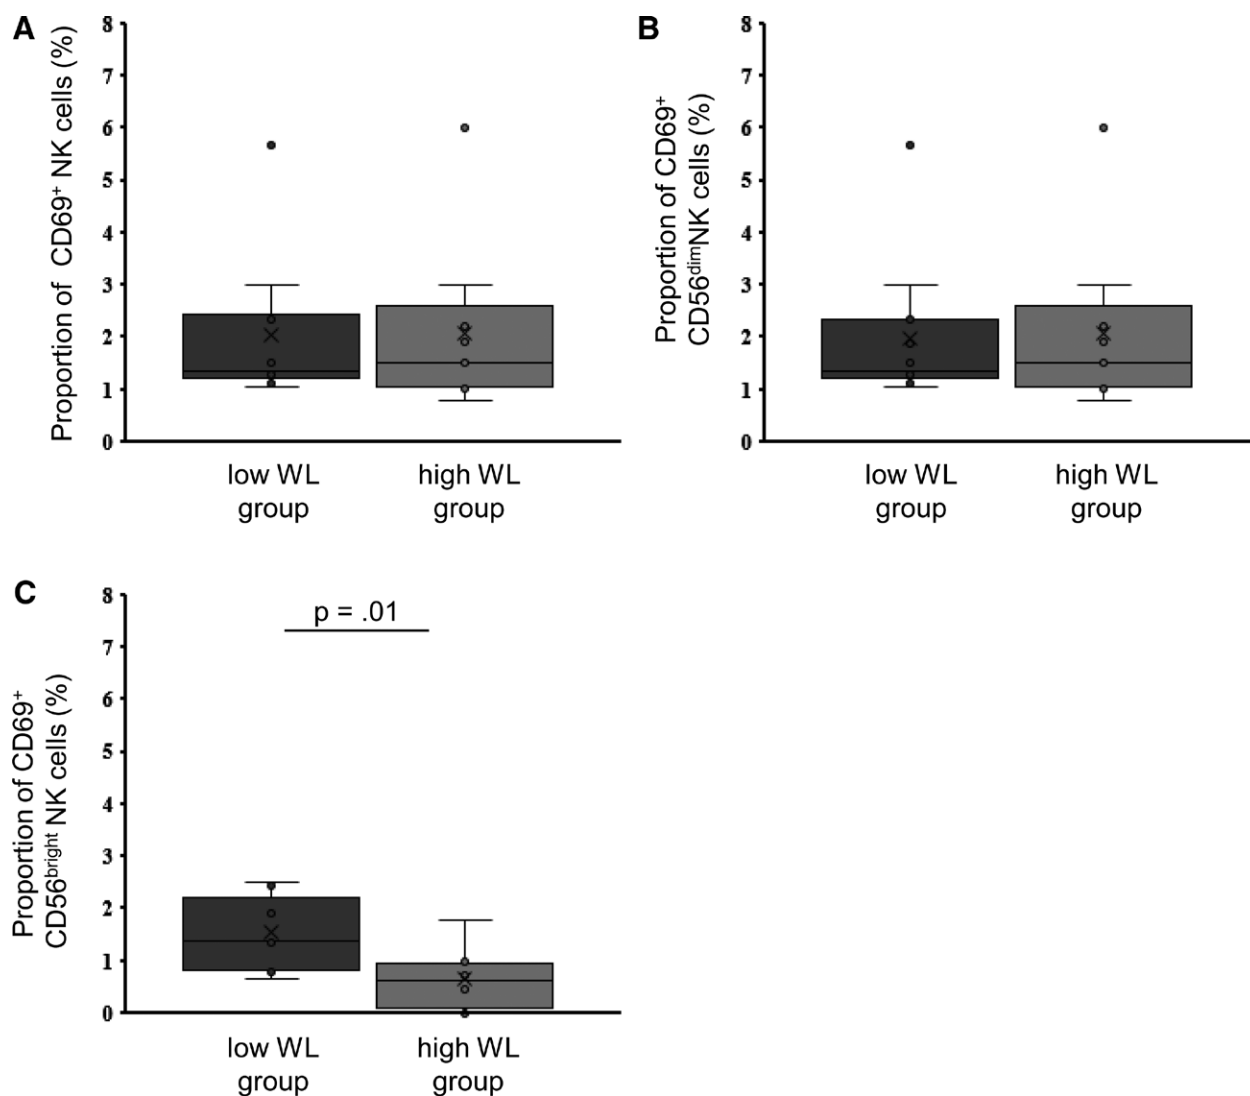 A
Proportion of CD69⁺ NK cells (%)
8
7
6
5
4
3
2
1
0
low WL
group
high WL
group
B
Proportion of CD69⁺
CD56ᵈⁱᵐNK cells (%)
8
7
6
5
4
3
2
1
0
low WL
group
high WL
group
C
Proportion of CD69⁺
CD56ᵇʳⁱᵍʰᵗ NK cells (%)
8
7
6
5
4
3
2
1
0
p = .01
low WL
group
high WL
group